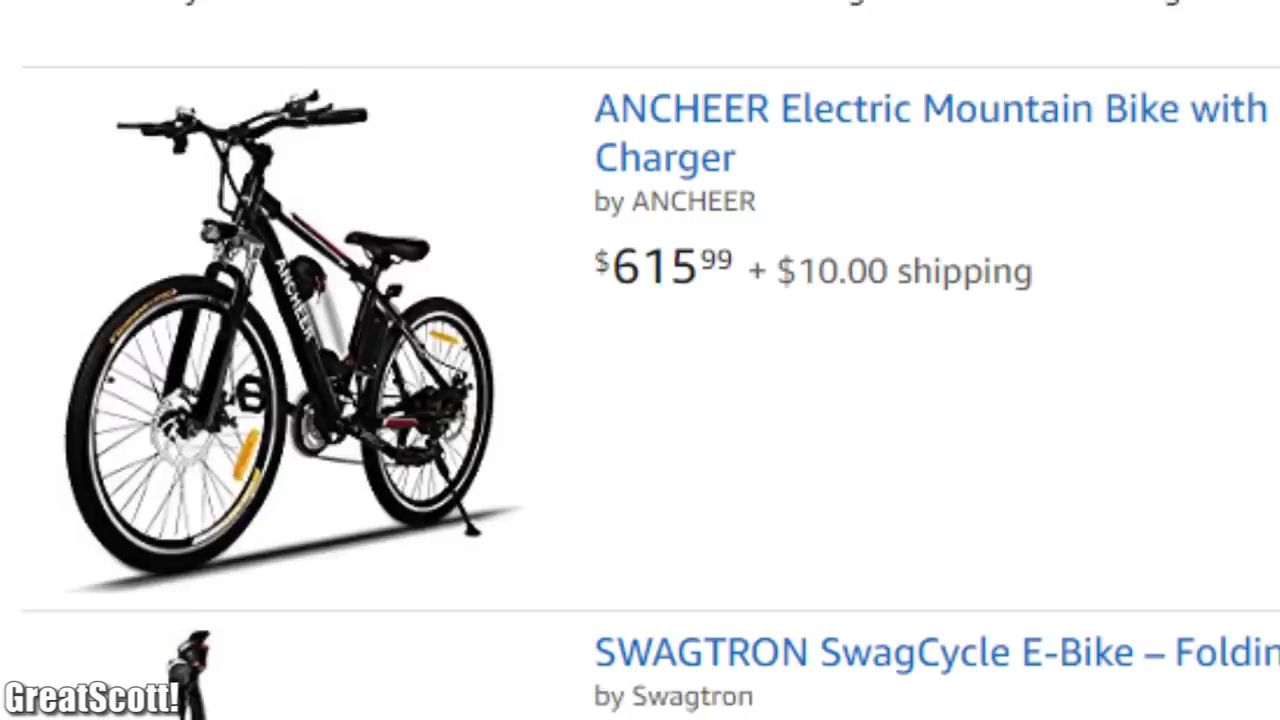 ANCHEER Electric Mountain Bike with
Charger
by ANCHEER
$615.99 + $10.00 shipping
ANCHEER
SWAGTRON SwagCycle E-Bike – Foldin
by Swagtron
GreatScott!